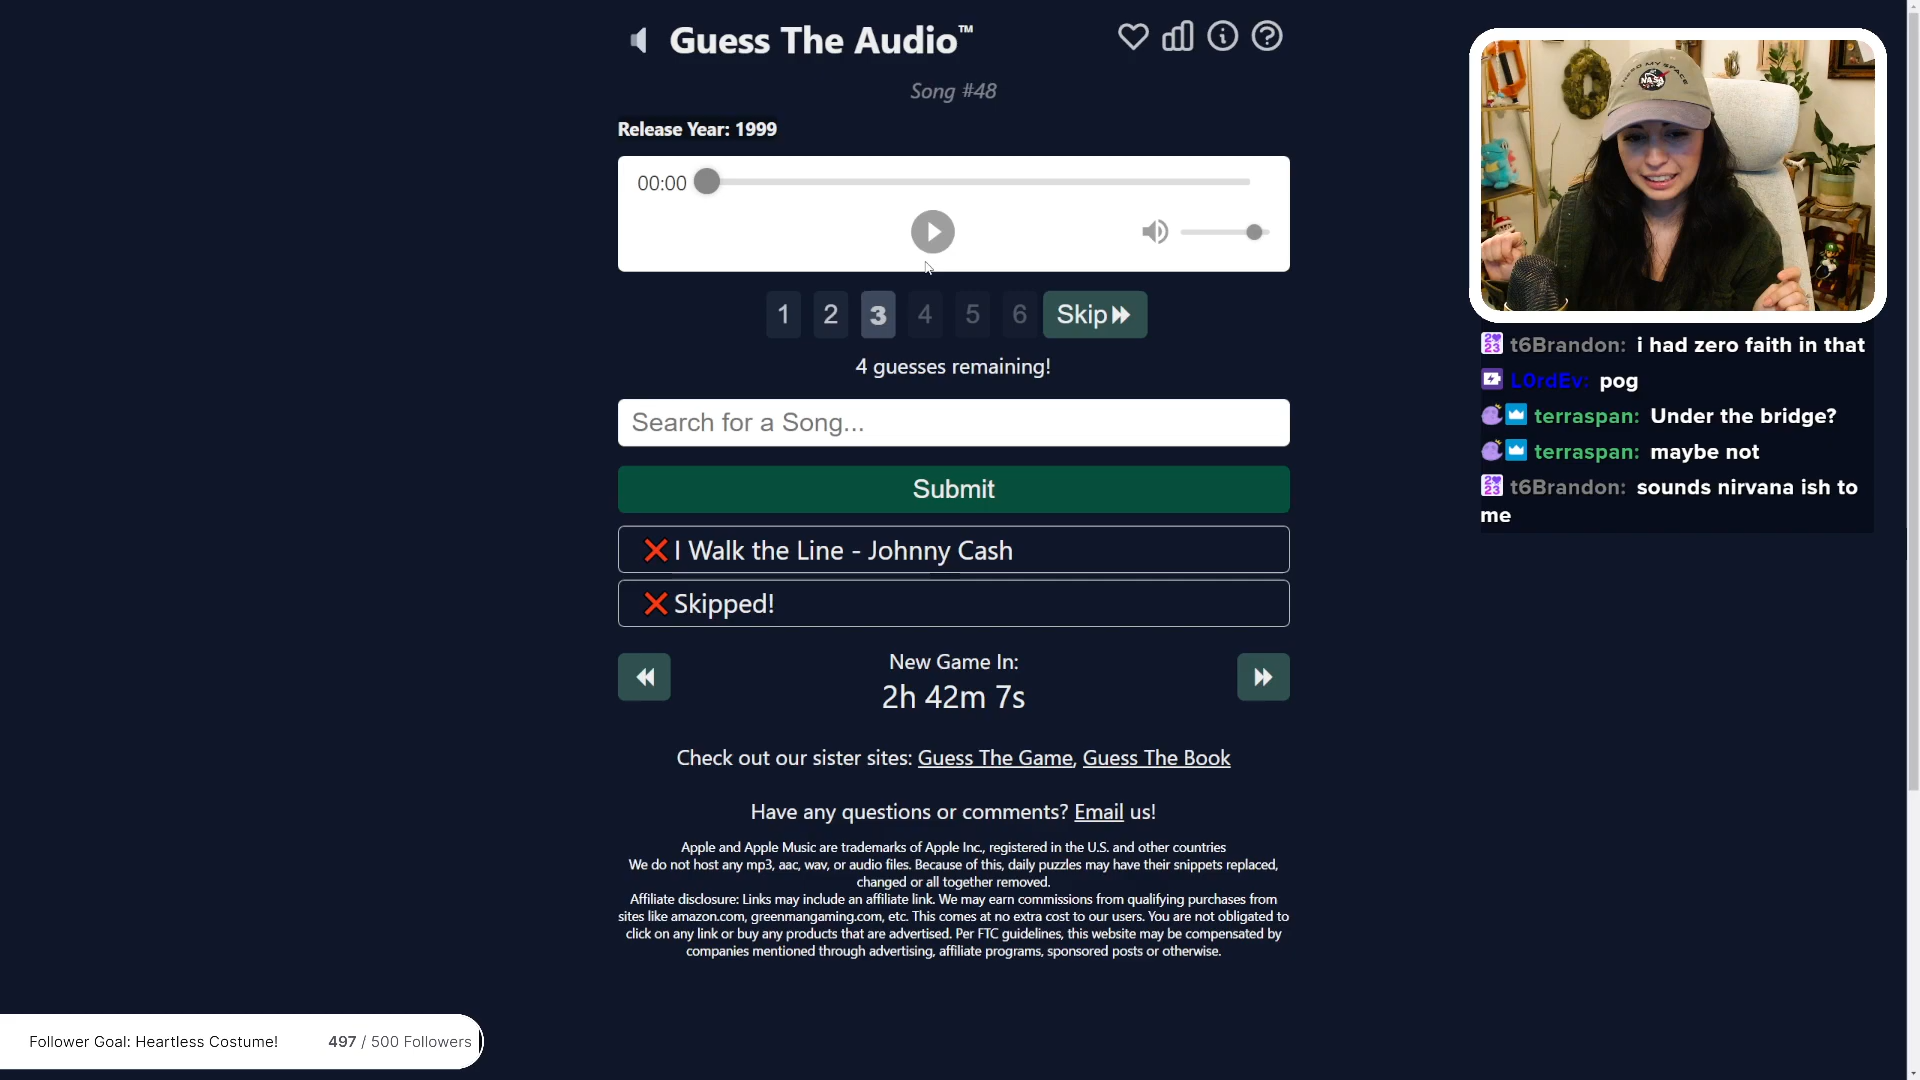 Guess The Audio™
Song #48
Release Year: 1999
00:00
1 2 3 4 5 6 Skip
4 guesses remaining!
Search for a Song...
Submit
❌ I Walk the Line - Johnny Cash
❌ Skipped!
New Game In:
2h 42m 7s
Check out our sister sites: Guess The Game, Guess The Book
Have any questions or comments? Email us!
Apple and Apple Music are trademarks of Apple Inc., registered in the U.S. and other countries
We do not host any mp3, aac, wav, or audio files. Because of this, daily puzzles may have their snippets replaced,
changed or all together removed.
Affiliate disclosure: Links may include an affiliate link. We may earn commissions from qualifying purchases from
sites like amazon.com, greenmangaming.com, etc. This comes at no extra cost to our users. You are not obligated to
click on any link or buy any products that are advertised. Per FTC guidelines, this website may be compensated by
companies mentioned through advertising, affiliate programs, sponsored posts or otherwise.
I NEED MY SPACE
NASA
t6Brandon: i had zero faith in that
L0rdEv: pog
terraspan: Under the bridge?
terraspan: maybe not
t6Brandon: sounds nirvana ish to
me
Follower Goal: Heartless Costume! 497 / 500 Followers